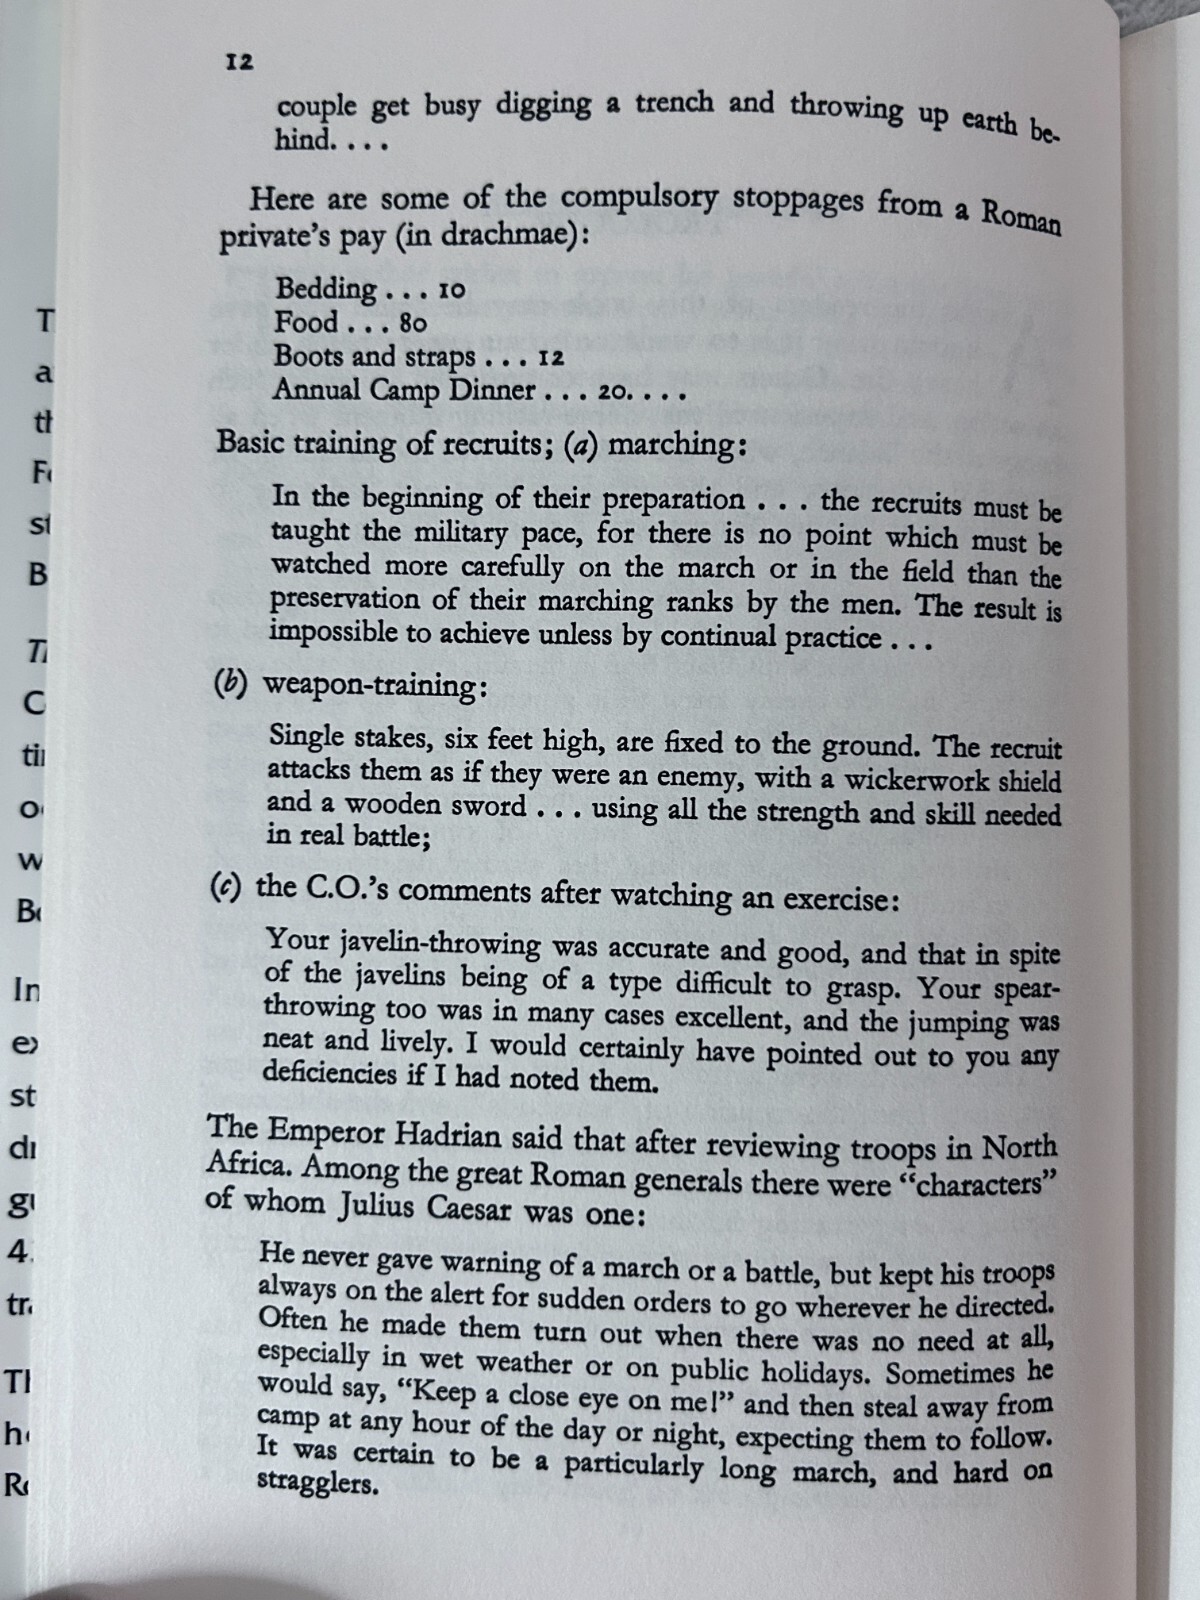 12
couple get busy digging a trench and throwing up earth be-
hind. . . .
Here are some of the compulsory stoppages from a Roman
private's pay (in drachmae):
Bedding . . . 10
Food . . . 80
Boots and straps . . . 12
Annual Camp Dinner . . . 20. . . .
Basic training of recruits; (a) marching:
In the beginning of their preparation . . . the recruits must be
taught the military pace, for there is no point which must be
watched more carefully on the march or in the field than the
preservation of their marching ranks by the men. The result is
impossible to achieve unless by continual practice . . .
(b) weapon-training:
Single stakes, six feet high, are fixed to the ground. The recruit
attacks them as if they were an enemy, with a wickerwork shield
and a wooden sword . . . using all the strength and skill needed
in real battle;
(c) the C.O.'s comments after watching an exercise:
Your javelin-throwing was accurate and good, and that in spite
of the javelins being of a type difficult to grasp. Your spear-
throwing too was in many cases excellent, and the jumping was
neat and lively. I would certainly have pointed out to you any
deficiencies if I had noted them.
The Emperor Hadrian said that after reviewing troops in North
Africa. Among the great Roman generals there were “characters”
of whom Julius Caesar was one:
He never gave warning of a march or a battle, but kept his troops
always on the alert for sudden orders to go wherever he directed.
Often he made them turn out when there was no need at all,
especially in wet weather or on public holidays. Sometimes he
would say, “Keep a close eye on me!” and then steal away from
camp at any hour of the day or night, expecting them to follow.
It was certain to be a particularly long march, and hard on
stragglers.